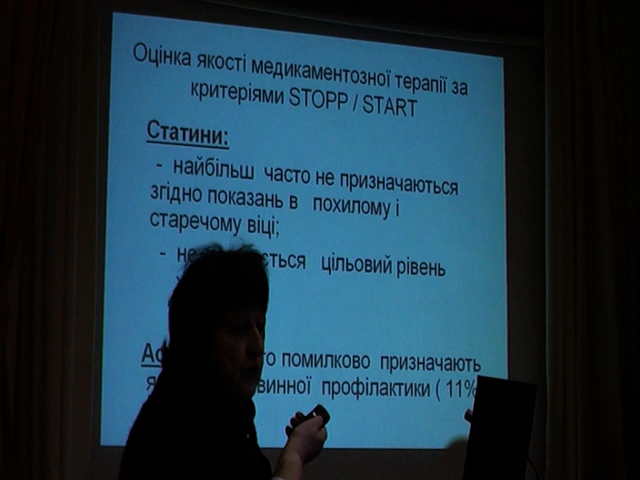 Оцінка якості медикаментозної терапії за
критеріями STOPP / START
Статини:
- найбільш часто не призначаються
згідно показань в похилому і
старечому віці;
- цільовий рівень
помилково призначають
профілактики ( 11%